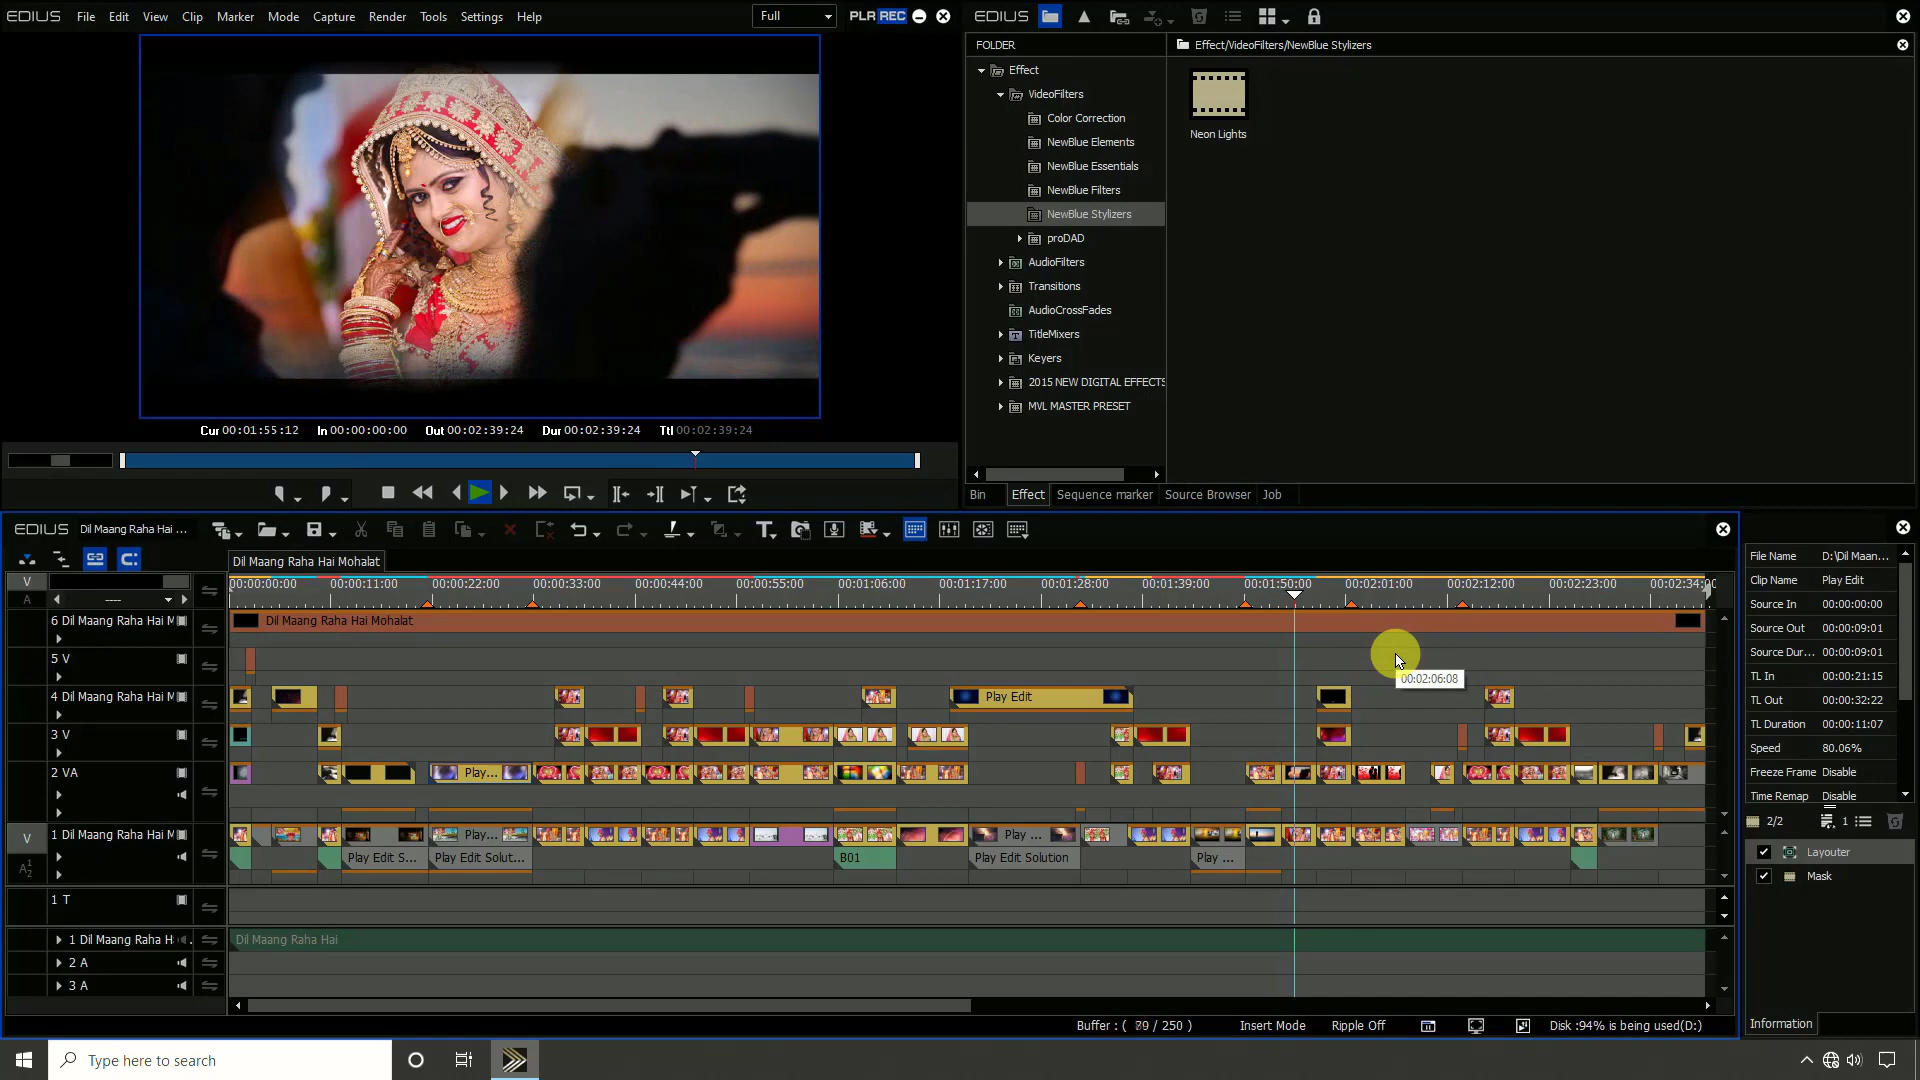 EDIUS File Edit View Clip Marker Mode Capture Render Tools Settings Help Full PLR REC
Cur 00:01:55:12 In 00:00:00:00 Out 00:02:39:24 Dur 00:02:39:24 Ttl 00:02:39:24
EDIUS
FOLDER
Effect/VideoFilters/NewBlue Stylizers
Effect
VideoFilters
Color Correction
NewBlue Elements
NewBlue Essentials
NewBlue Filters
NewBlue Stylizers
proDAD
AudioFilters
Transitions
AudioCrossFades
TitleMixers
Keyers
2015 NEW DIGITAL EFFECTS
MVL MASTER PRESET
Neon Lights
Bin Effect Sequence marker Source Browser Job
EDIUS Dil Maang Raha Hai ...
Dil Maang Raha Hai Mohalat
00:00:00:00 00:00:11:00 00:00:22:00 00:00:33:00 00:00:44:00 00:00:55:00 00:01:06:00 00:01:17:00 00:01:28:00 00:01:39:00 00:01:50:00 00:02:01:00 00:02:12:00 00:02:23:00 00:02:34:0
V
A ----
6 Dil Maang Raha Hai M Dil Maang Raha Hai Mohalat
5 V
00:02:06:08
4 Dil Maang Raha Hai M Play Edit
3 V
2 VA Play...
V 1 Dil Maang Raha Hai M Play... Play ...
A1 2 Play Edit S... Play Edit Solut... B01 Play Edit Solution Play ...
1 T
1 Dil Maang Raha H Dil Maang Raha Hai
2 A
3 A
Buffer : ( 89 / 250 ) Insert Mode Ripple Off Disk :94% is being used(D:)
File Name D:\Dil Maan...
Clip Name Play Edit
Source In 00:00:00:00
Source Out 00:00:09:01
Source Dur... 00:00:09:01
TL In 00:00:21:15
TL Out 00:00:32:22
TL Duration 00:00:11:07
Speed 80.06%
Freeze Frame Disable
Time Remap Disable
2/2 1
Layouter
Mask
Information
Type here to search